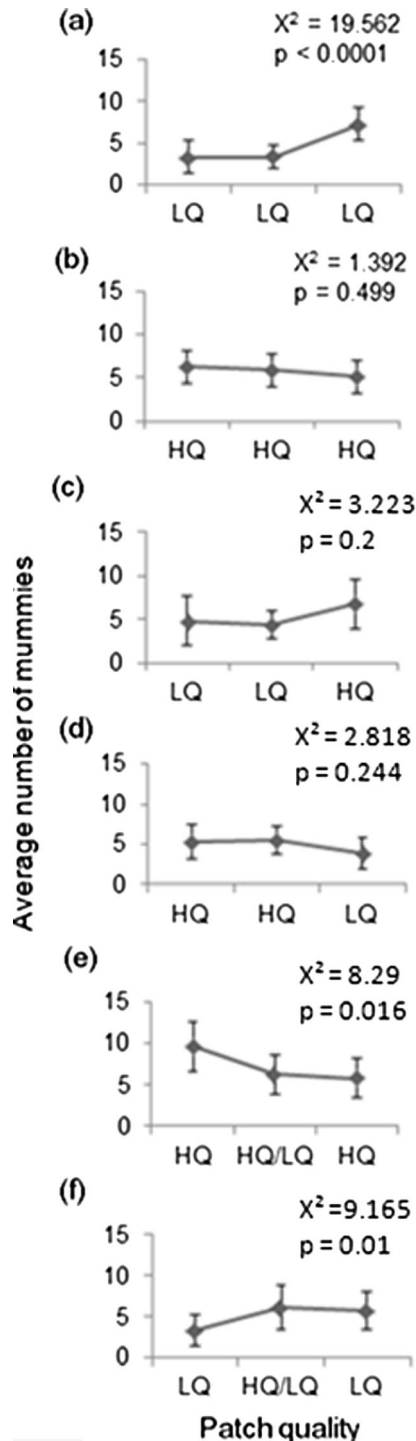 (a)
X² = 19.562
p < 0.0001
15
10
5
0
LQ LQ LQ
(b)
X² = 1.392
p = 0.499
15
10
5
0
HQ HQ HQ
(c)
X² = 3.223
p = 0.2
15
10
5
0
LQ LQ HQ
(d)
X² = 2.818
p = 0.244
15
10
5
0
HQ HQ LQ
(e)
X² = 8.29
p = 0.016
15
10
5
0
HQ HQ/LQ HQ
(f)
X² =9.165
p = 0.01
15
10
5
0
LQ HQ/LQ LQ
Patch quality
Average number of mummies